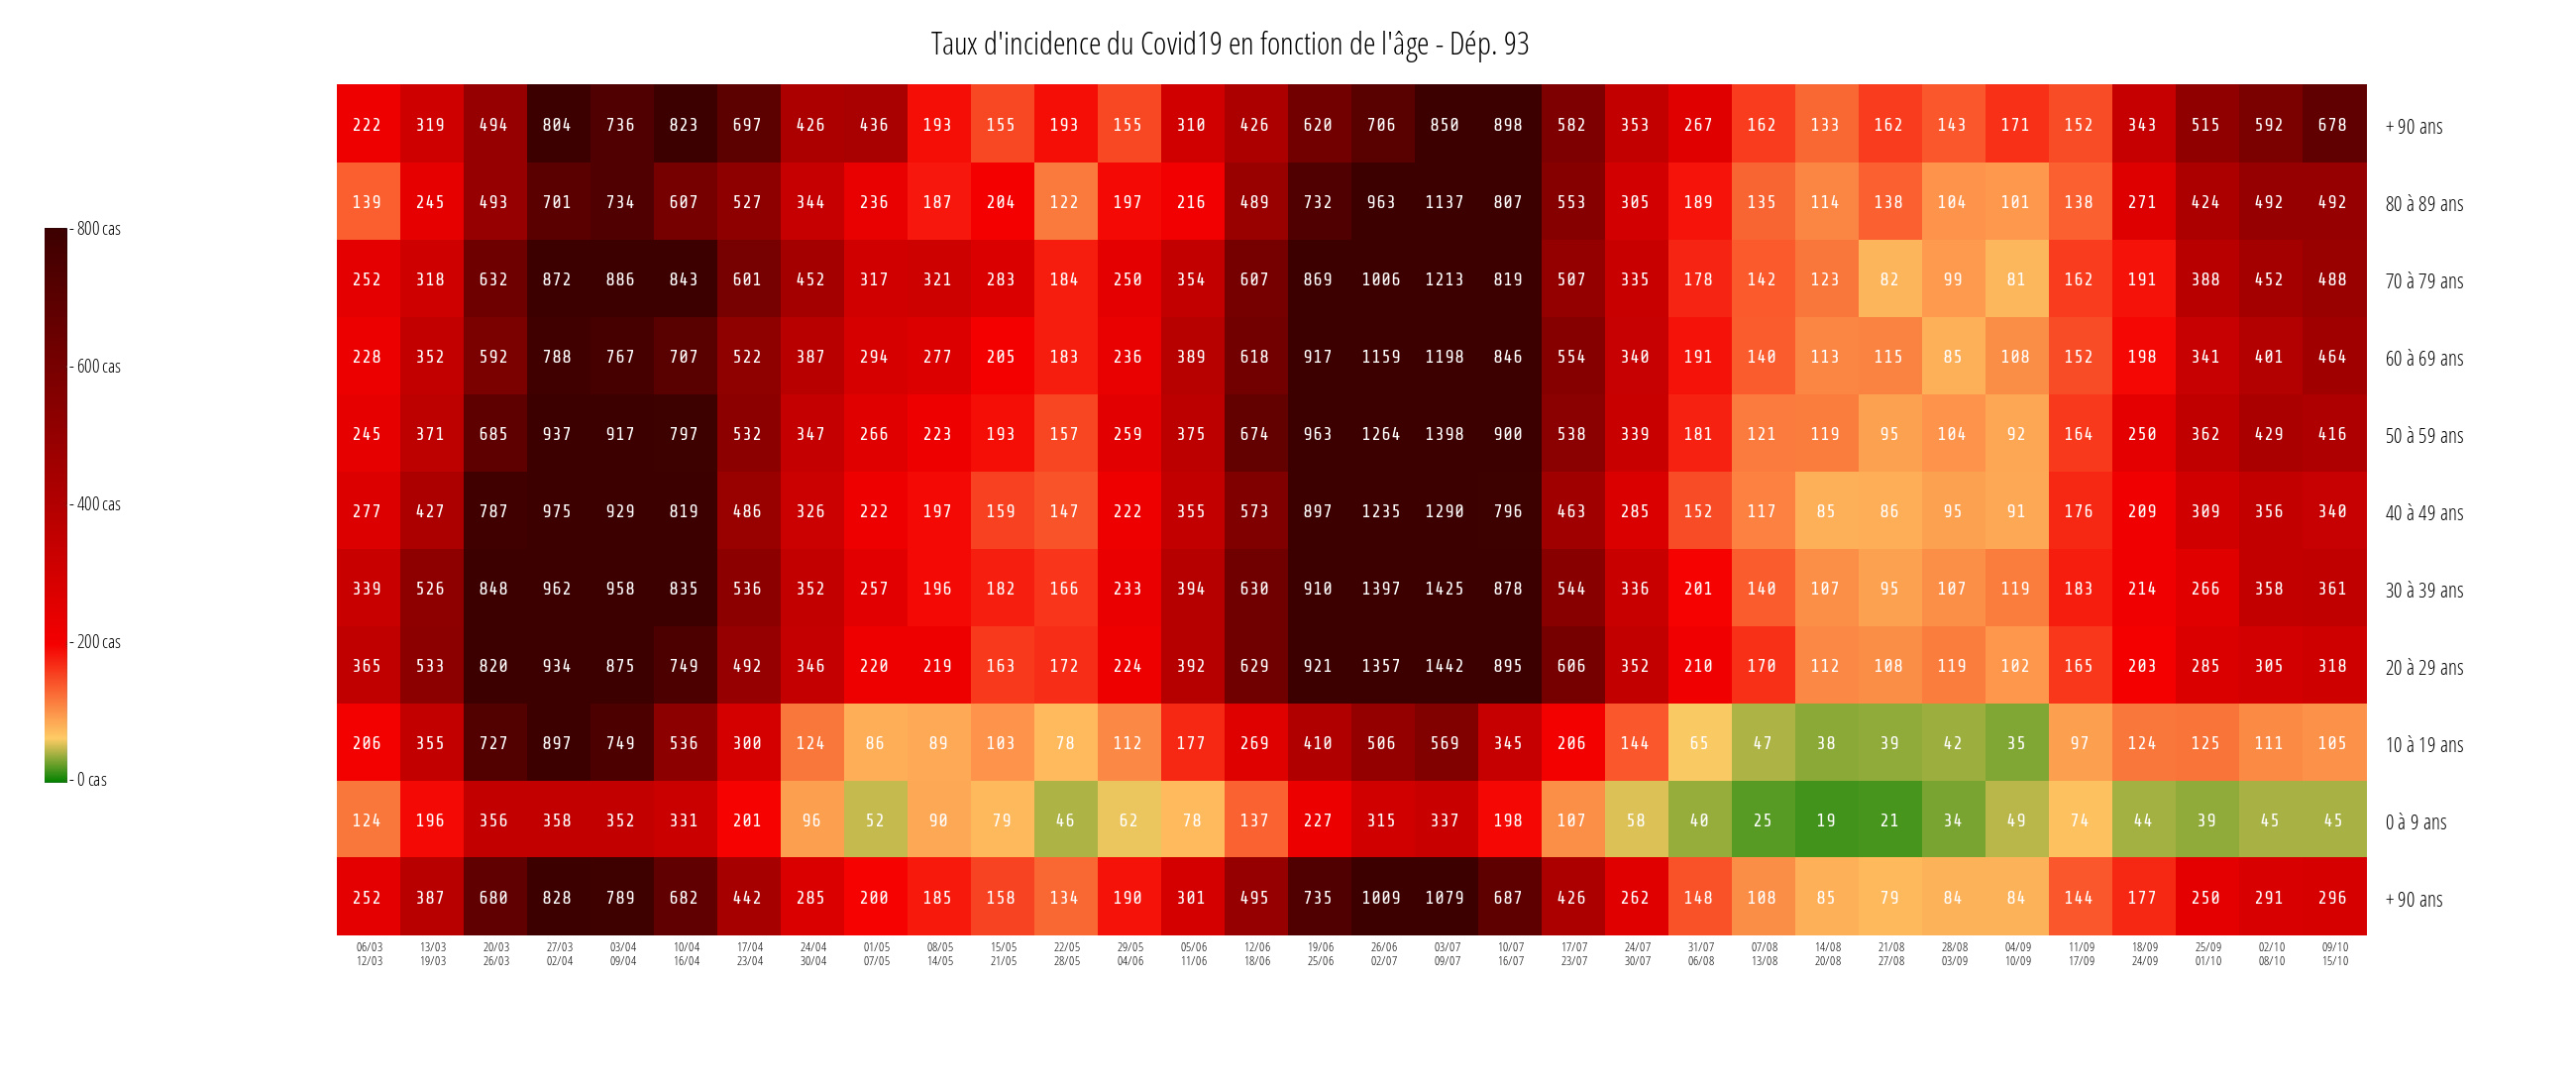 Taux d'incidence du Covid19 en fonction de l'âge - Dép. 93
- 800 cas
- 600 cas
- 400 cas
- 200 cas
- 0 cas
222 319 494 804 736 823 697 426 436 193 155 193 155 310 426 620 706 850 898 582 353 267 162 133 162 143 171 152 343 515 592 678 + 90 ans
139 245 493 701 734 607 527 344 236 187 204 122 197 216 489 732 963 1137 807 553 305 189 135 114 138 104 101 138 271 424 492 492 80 à 89 ans
252 318 632 872 886 843 601 452 317 321 283 184 250 354 607 869 1006 1213 819 507 335 178 142 123 82 99 81 162 191 388 452 488 70 à 79 ans
228 352 592 788 767 707 522 387 294 277 205 183 236 389 618 917 1159 1198 846 554 340 191 140 113 115 85 108 152 198 341 401 464 60 à 69 ans
245 371 685 937 917 797 532 347 266 223 193 157 259 375 674 963 1264 1398 900 538 339 181 121 119 95 104 92 164 250 362 429 416 50 à 59 ans
277 427 787 975 929 819 486 326 222 197 159 147 222 355 573 897 1235 1290 796 463 285 152 117 85 86 95 91 176 209 309 356 340 40 à 49 ans
339 526 848 962 958 835 536 352 257 196 182 166 233 394 630 910 1397 1425 878 544 336 201 140 107 95 107 119 183 214 266 358 361 30 à 39 ans
365 533 820 934 875 749 492 346 220 219 163 172 224 392 629 921 1357 1442 895 606 352 210 170 112 108 119 102 165 203 285 305 318 20 à 29 ans
206 355 727 897 749 536 300 124 86 89 103 78 112 177 269 410 506 569 345 206 144 65 47 38 39 42 35 97 124 125 111 105 10 à 19 ans
124 196 356 358 352 331 201 96 52 90 79 46 62 78 137 227 315 337 198 107 58 40 25 19 21 34 49 74 44 39 45 45 0 à 9 ans
252 387 680 828 789 682 442 285 200 185 158 134 190 301 495 735 1009 1079 687 426 262 148 108 85 79 84 84 144 177 250 291 296 + 90 ans
06/03 13/03 20/03 27/03 03/04 10/04 17/04 24/04 01/05 08/05 15/05 22/05 29/05 05/06 12/06 19/06 26/06 03/07 10/07 17/07 24/07 31/07 07/08 14/08 21/08 28/08 04/09 11/09 18/09 25/09 02/10 09/10
12/03 19/03 26/03 02/04 09/04 16/04 23/04 30/04 07/05 14/05 21/05 28/05 04/06 11/06 18/06 25/06 02/07 09/07 16/07 23/07 30/07 06/08 13/08 20/08 27/08 03/09 10/09 17/09 24/09 01/10 08/10 15/10